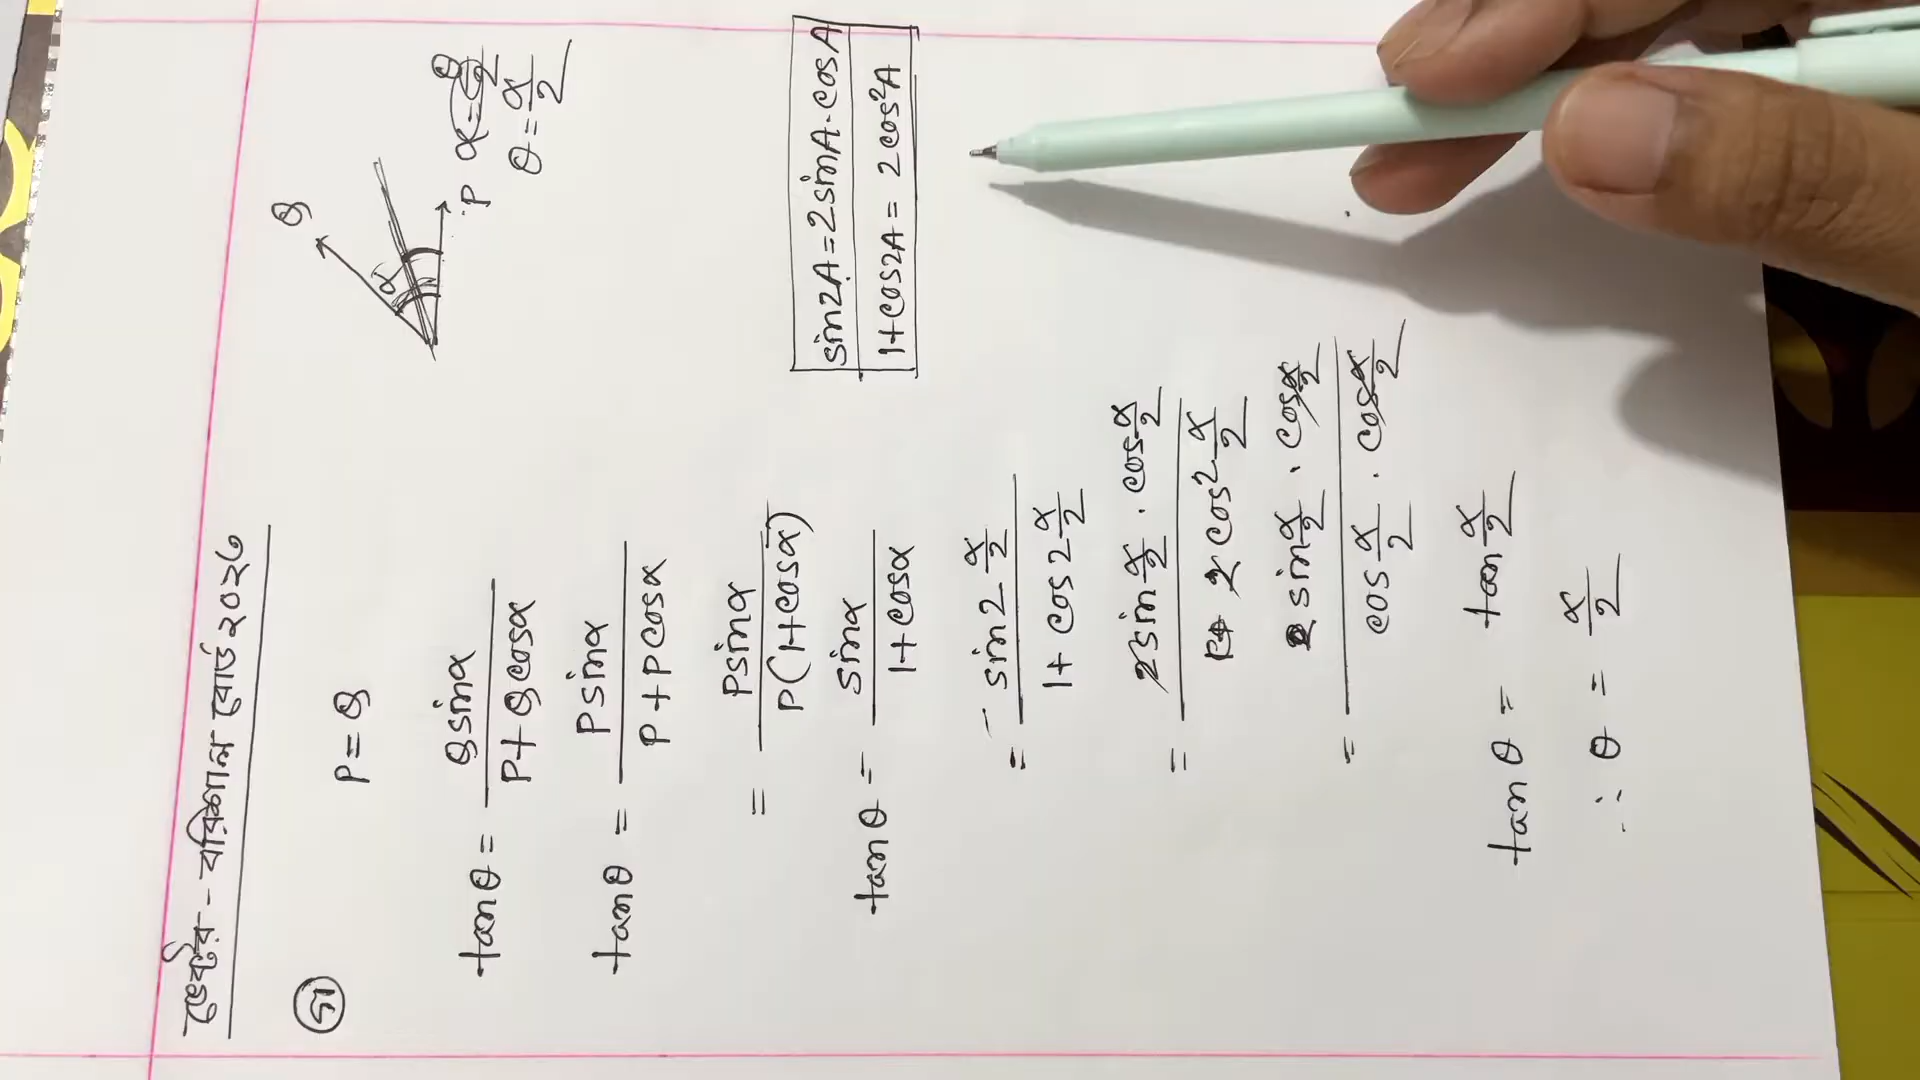 ভেক্টর - বরিশাল বোর্ড ২০২৬
গ
P = Q
tanθ = Qsinα / P + Qcosα
tanθ = Psinα / P + Pcosα
= Psinα / P(1+cosα)
tanθ = sinα / 1+cosα
= sin2 α/2 / 1 + cos2 α/2
= 2sin α/2 . cos α/2 / 2cos² α/2
= sin α/2 . cos α/2 / cos α/2 . cos α/2
tanθ = tan α/2
∴ θ = α/2
Q
α
P
θ = α/2
sin2A = 2sinA.cosA
1+cos2A = 2cos²A